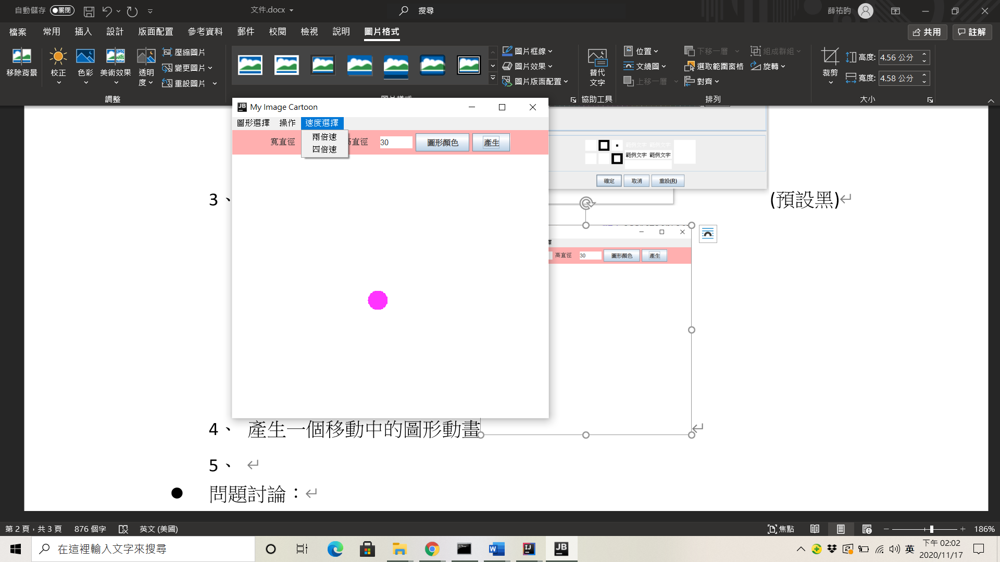 自動儲存 關閉 文件.docx 搜尋 薛祐昀
檔案 常用 插入 設計 版面配置 參考資料 郵件 校閱 檢視 說明 圖片格式 共用 註解
移除背景 校正 色彩 美術效果 透明度 壓縮圖片 變更圖片 重設圖片
圖片框線 圖片效果 圖片版面配置
替代文字
位置 文繞圖 上移一層 下移一層 選取範圍窗格 對齊 組成群組 旋轉
裁剪 高度: 4.56 公分
寬度: 4.58 公分
調整 圖片樣式 協助工具 排列 大小
JB My Image Cartoon
圖形選擇 操作 速度選擇
兩倍速
四倍速
寬直徑 高直徑 30 圖形顏色 產生
範例文字 範例文字
範例文字 範例文字
確定 取消 重設(R)
3、 (預設黑)
擇
高直徑 30 圖形顏色 產生
4、 產生一個移動中的圖形動畫
5、
● 問題討論：
第 2 頁，共 3 頁 876 個字 英文 (美國) 焦點 186%
在這裡輸入文字來搜尋
W IJ JB
英 下午 02:02
2020/11/17